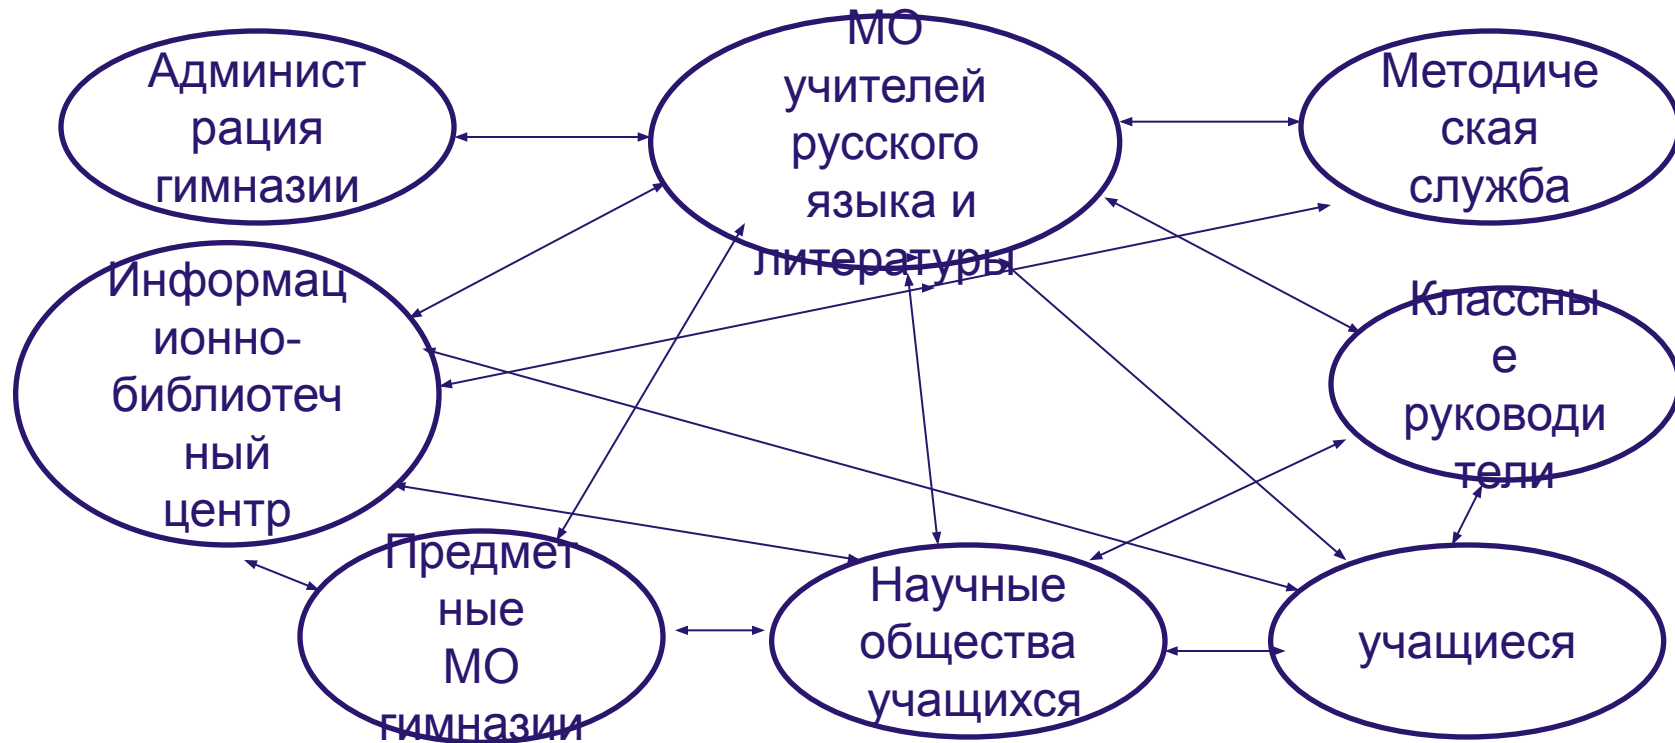 Админист
рация
гимназии
МО
учителей
русского
языка и
литературы
Методиче
ская
служба
Информац
ионно-
библиотеч
ный
центр
Классны
е
руководи
тели
Предмет
ные
МО
гимназии
Научные
общества
учащихся
учащиеся